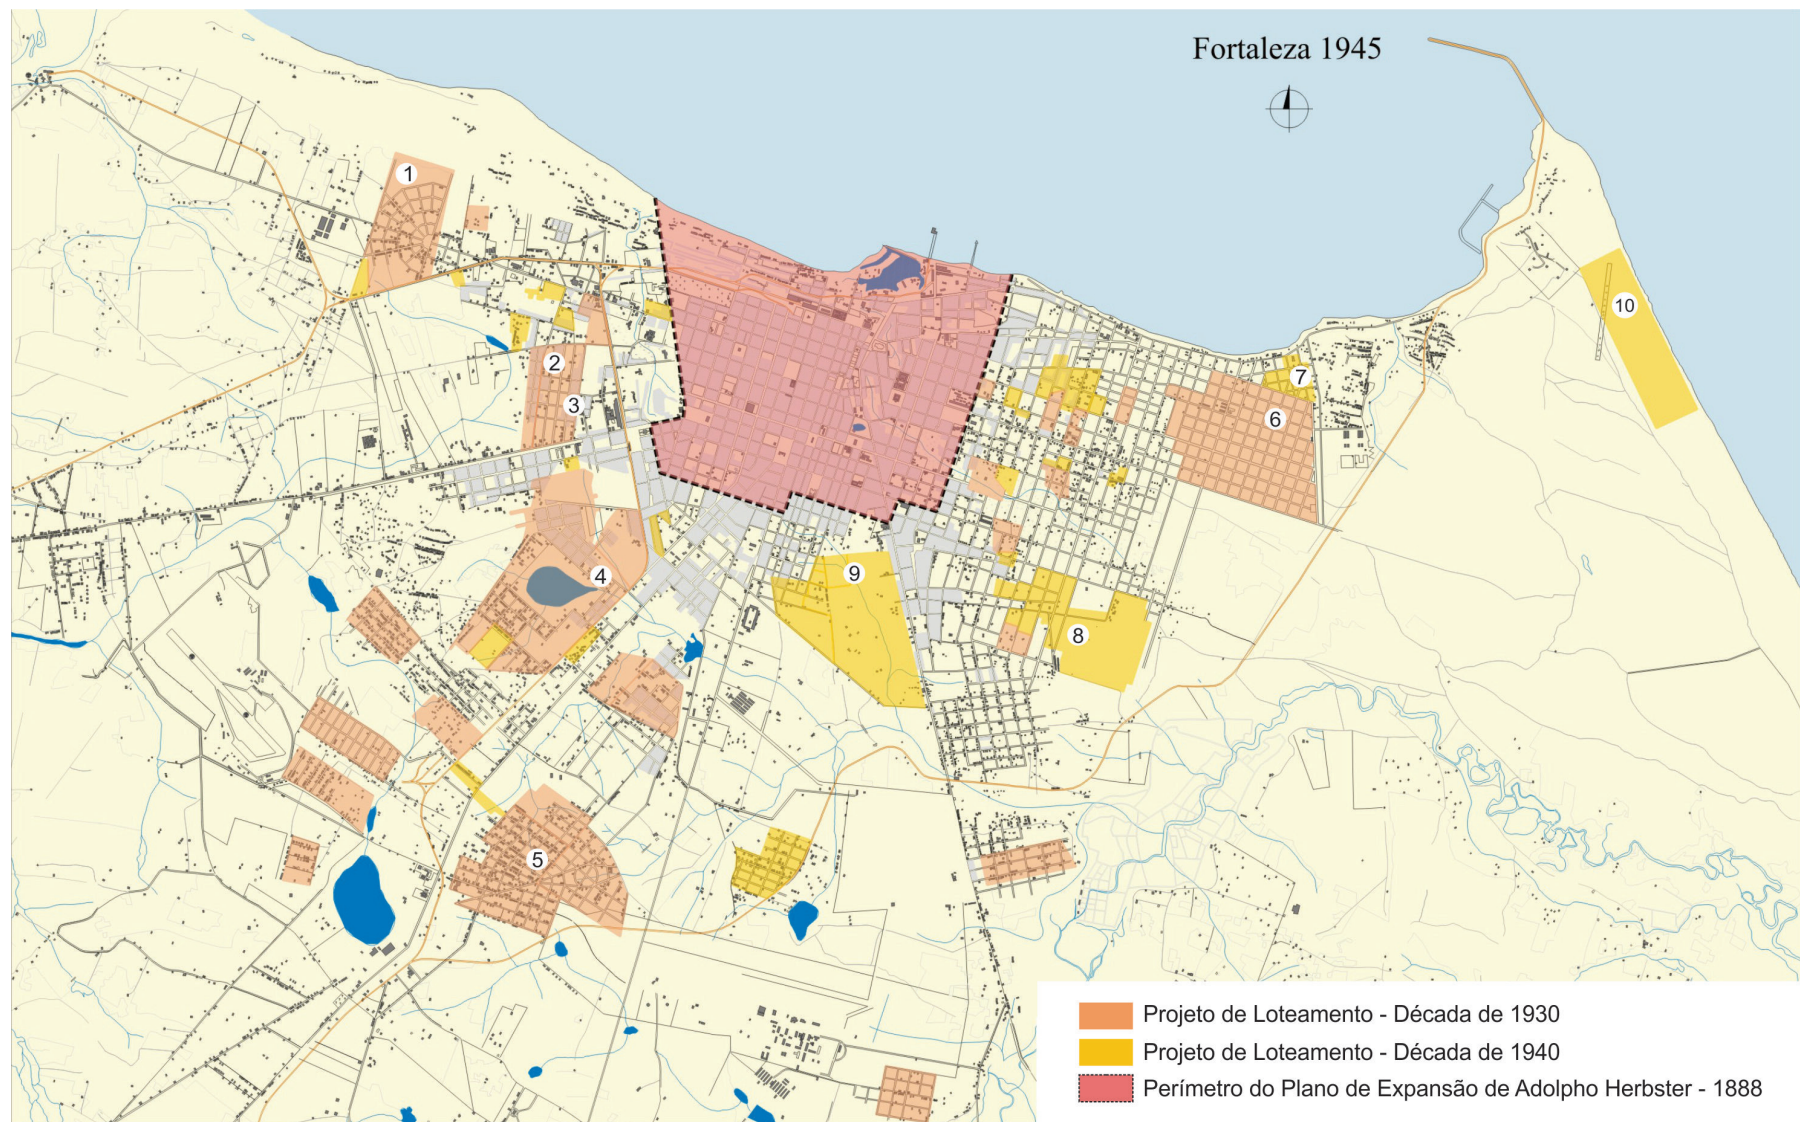 Fortaleza 1945
1
10
2
7
3
6
4
9
8
5
Projeto de Loteamento - Década de 1930
Projeto de Loteamento - Década de 1940
Perímetro do Plano de Expansão de Adolpho Herbster - 1888